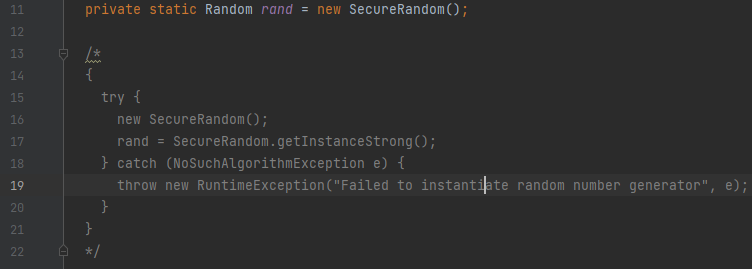 11 private static Random rand = new SecureRandom();
12
13 /*
14 {
15 try {
16 new SecureRandom();
17 rand = SecureRandom.getInstanceStrong();
18 } catch (NoSuchAlgorithmException e) {
19 throw new RuntimeException("Failed to instantiate random number generator", e);
20 }
21 }
22 */